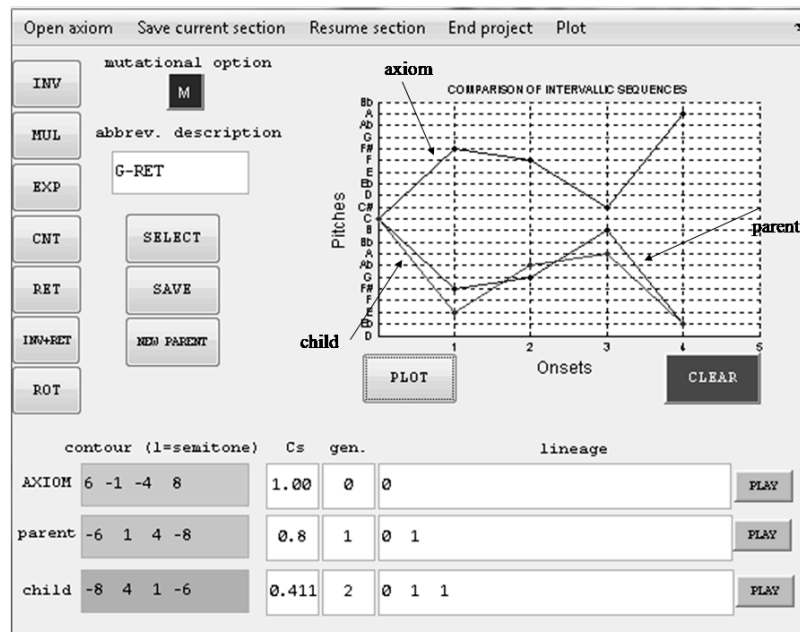 Open axiom Save current section Resume section End project Plot
mutational option
M
abbrev. description
G-RET
INV
MUL
EXP
CNT
RET
INV+RET
ROT
SELECT
SAVE
NEW PARENT
axiom
COMPARISON OF INTERVALLIC SEQUENCES
Pitches
Bb
A
Ab
G
F#
F
E
Eb
D
C#
C
B
Bb
A
Ab
G
F#
F
E
Eb
D
parent
child
1 2 3 4 5
Onsets
PLOT
CLEAR
contour (1=semitone) Cs gen. lineage
AXIOM 6 -1 -4 8 1.00 0 0 PLAY
parent -6 1 4 -8 0.8 1 0 1 PLAY
child -8 4 1 -6 0.411 2 0 1 1 PLAY